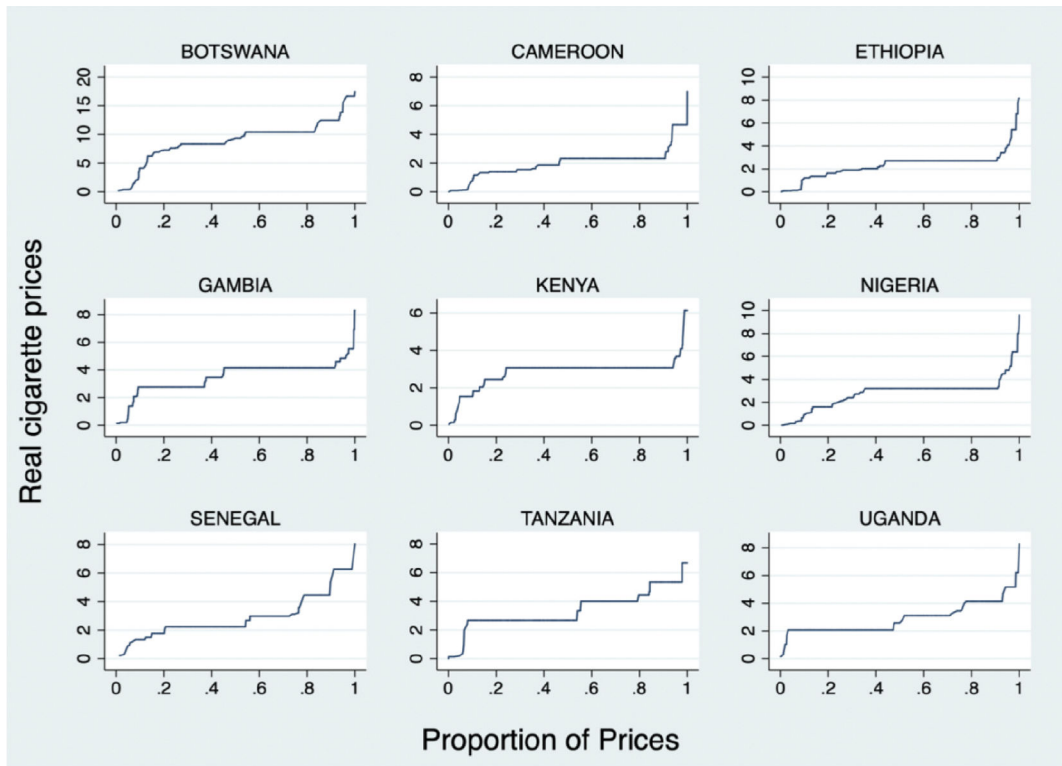 BOTSWANA
20
15
10
5
0
0 .2 .4 .6 .8 1
CAMEROON
8
6
4
2
0
0 .2 .4 .6 .8 1
ETHIOPIA
10
8
6
4
2
0
0 .2 .4 .6 .8 1
Real cigarette prices
GAMBIA
8
6
4
2
0
0 .2 .4 .6 .8 1
KENYA
6
4
2
0
0 .2 .4 .6 .8 1
NIGERIA
10
8
6
4
2
0
0 .2 .4 .6 .8 1
SENEGAL
8
6
4
2
0
0 .2 .4 .6 .8 1
TANZANIA
8
6
4
2
0
0 .2 .4 .6 .8 1
UGANDA
8
6
4
2
0
0 .2 .4 .6 .8 1
Proportion of Prices